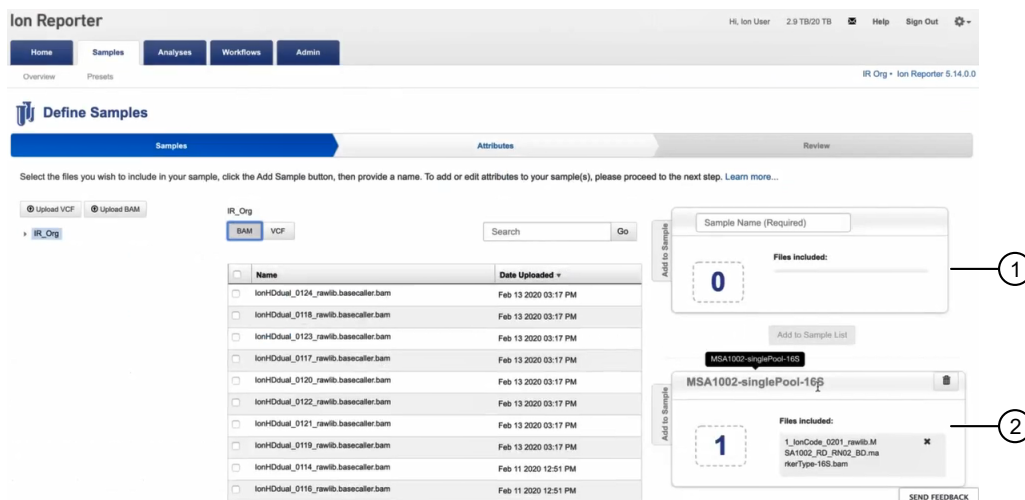 Ion Reporter
Hi, Ion User 2.9 TB/20 TB Help Sign Out
Home Samples Analyses Workflows Admin
Overview Presets
IR Org • Ion Reporter 5.14.0.0
Define Samples
Samples Attributes Review
Select the files you wish to include in your sample, click the Add Sample button, then provide a name. To add or edit attributes to your sample(s), please proceed to the next step. Learn more...
Upload VCF Upload BAM
IR_Org
IR_Org
BAM VCF
Search Go
Name Date Uploaded
IonHDdual_0124_rawlib.basecaller.bam Feb 13 2020 03:17 PM
IonHDdual_0118_rawlib.basecaller.bam Feb 13 2020 03:17 PM
IonHDdual_0123_rawlib.basecaller.bam Feb 13 2020 03:17 PM
IonHDdual_0117_rawlib.basecaller.bam Feb 13 2020 03:17 PM
IonHDdual_0120_rawlib.basecaller.bam Feb 13 2020 03:17 PM
IonHDdual_0122_rawlib.basecaller.bam Feb 13 2020 03:17 PM
IonHDdual_0121_rawlib.basecaller.bam Feb 13 2020 03:17 PM
IonHDdual_0119_rawlib.basecaller.bam Feb 13 2020 03:17 PM
IonHDdual_0114_rawlib.basecaller.bam Feb 11 2020 12:51 PM
IonHDdual_0116_rawlib.basecaller.bam Feb 11 2020 12:51 PM
Add to Sample
Sample Name (Required)
Files included:
0
1
Add to Sample List
MSA1002-singlePool-16S
Add to Sample
MSA1002-singlePool-16S
Files included:
1
1_IonCode_0201_rawlib.M
SA1002_RD_RN02_BD.ma
rkerType-16S.bam
2
SEND FEEDBACK